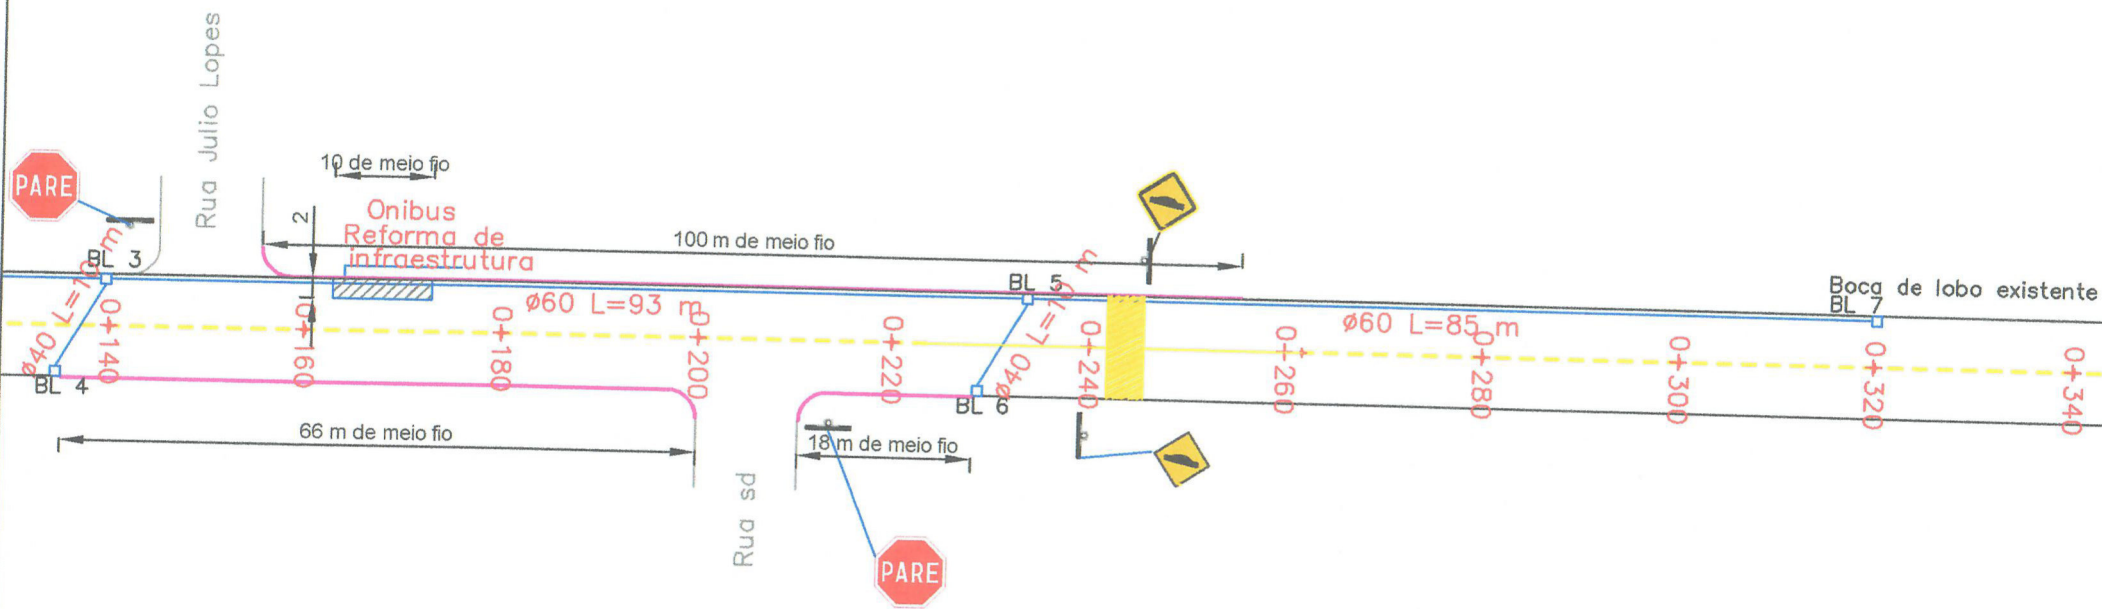 Rua Julio Lopes
PARE
10 de meio fio
2
Onibus
Reforma de
infraestrutura
100 m de meio fio
BL 3
ø40 L=10 m
BL 4
ø60 L=93 m
BL 5
ø40 L=10 m
BL 6
ø60 L=85 m
Boca de lobo existente
BL 7
0+140
0+160
0+180
0+200
0+220
0+240
0+260
0+280
0+300
0+320
0+340
66 m de meio fio
18 m de meio fio
Rua sd
PARE